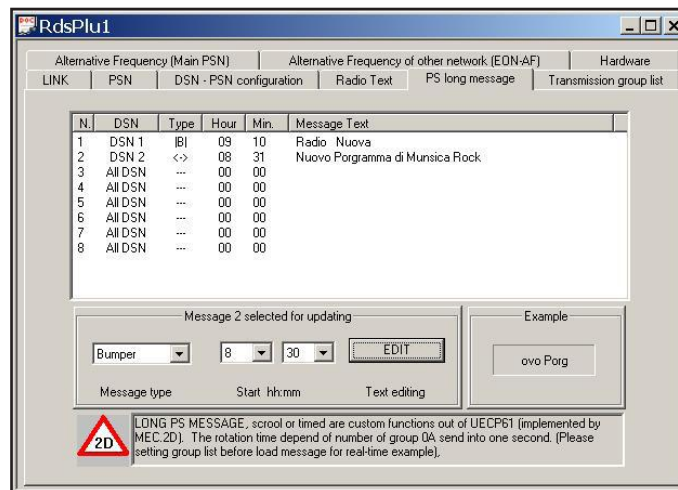 RdsPlu1
Alternative Frequency (Main PSN) Alternative Frequency of other network (EON-AF) Hardware
LINK PSN DSN - PSN configuration Radio Text PS long message Transmission group list
N. DSN Type Hour Min. Message Text
1 DSN 1 |B| 09 10 Radio Nuova
2 DSN 2 <-> 08 31 Nuovo Porgramma di Munsica Rock
3 All DSN --- 00 00
4 All DSN --- 00 00
5 All DSN --- 00 00
6 All DSN --- 00 00
7 All DSN --- 00 00
8 All DSN --- 00 00
Message 2 selected for updating
Example
Bumper 8 30 EDIT
ovo Porg
Message type Start hh:mm Text editing
2D
LONG PS MESSAGE, scrool or timed are custom functions out of UECP61 (implemented by
MEC.2D). The rotation time depend of number of group 0A send into one second. (Please
setting group list before load message for real-time example),